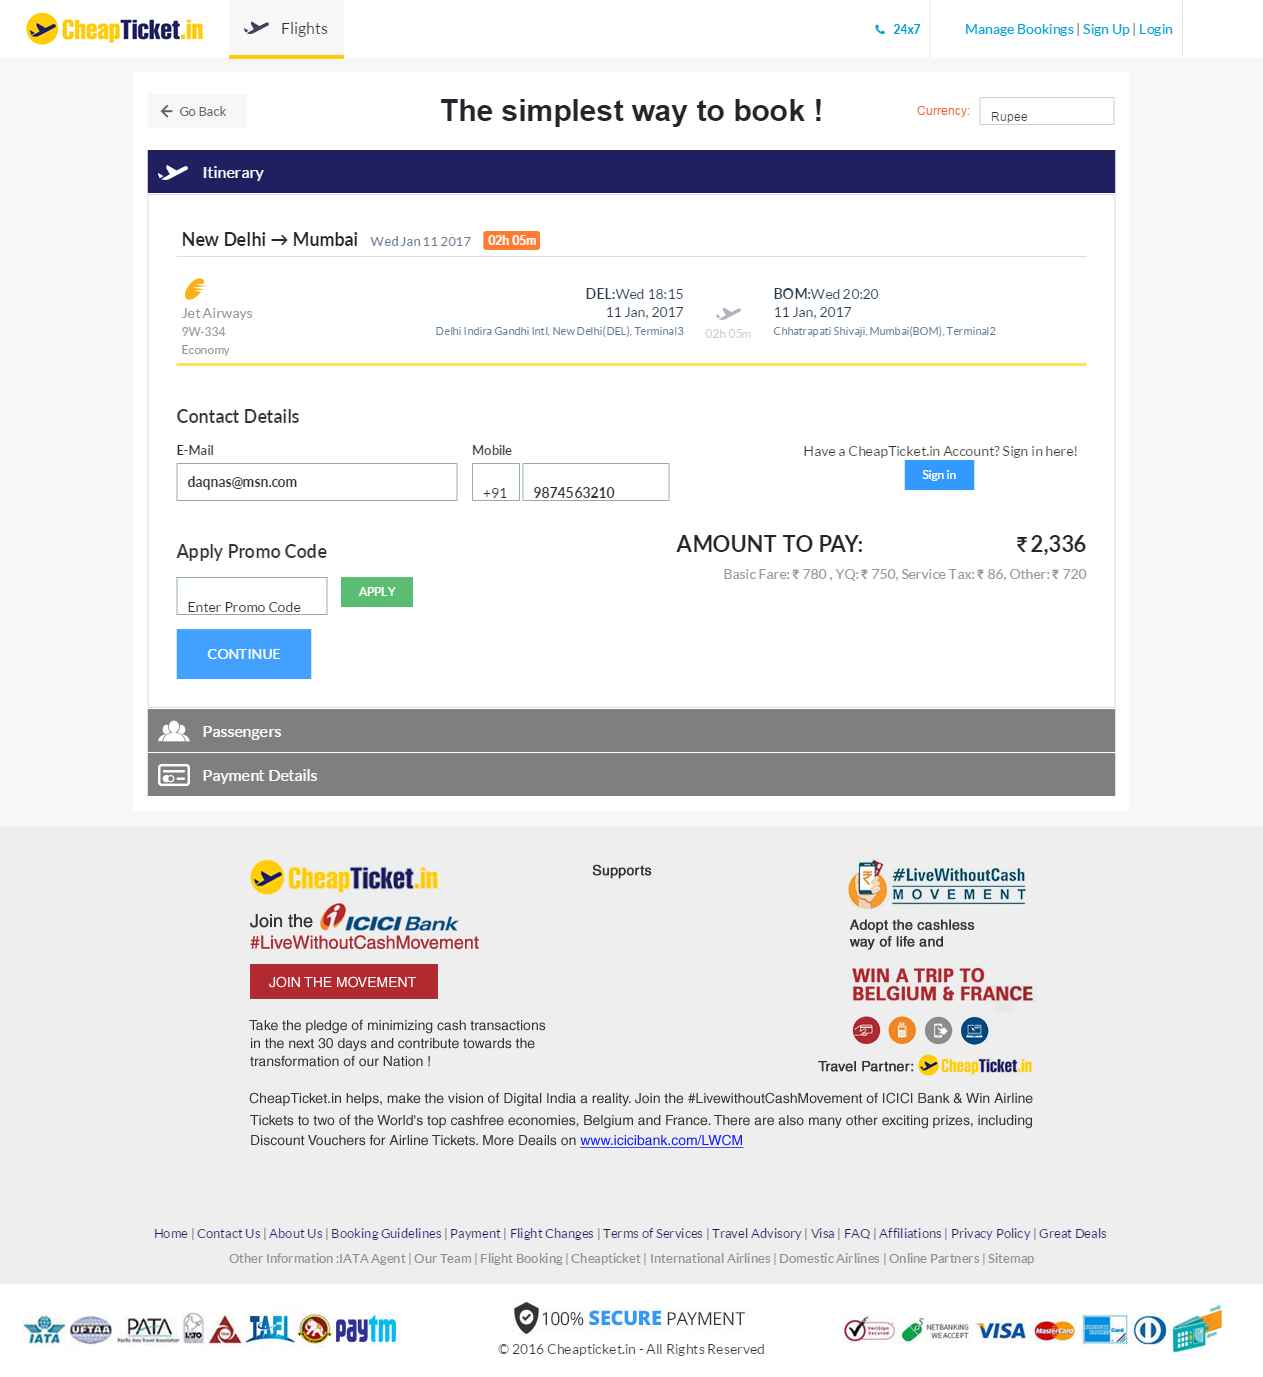 CheapTicket.in
Flights
24x7
Manage Bookings | Sign Up | Login
Go Back
The simplest way to book !
Currency:
Rupee
Itinerary
New Delhi → Mumbai Wed Jan 11 2017 02h 05m
Jet Airways
9W-334
Economy
DEL:Wed 18:15
11 Jan, 2017
Delhi Indira Gandhi Intl, New Delhi(DEL), Terminal3
02h 05m
BOM:Wed 20:20
11 Jan, 2017
Chhatrapati Shivaji, Mumbai(BOM), Terminal2
Contact Details
E-Mail
daqnas@msn.com
Mobile
+91
9874563210
Have a CheapTicket.in Account? Sign in here!
Sign in
Apply Promo Code
Enter Promo Code
APPLY
AMOUNT TO PAY: ₹ 2,336
Basic Fare: ₹ 780 , YQ: ₹ 750, Service Tax: ₹ 86, Other: ₹ 720
CONTINUE
Passengers
Payment Details
CheapTicket.in
Join the ICICI Bank
#LiveWithoutCashMovement
JOIN THE MOVEMENT
Take the pledge of minimizing cash transactions
in the next 30 days and contribute towards the
transformation of our Nation !
Supports
#LiveWithoutCash
MOVEMENT
Adopt the cashless
way of life and
WIN A TRIP TO
BELGIUM & FRANCE
Travel Partner: CheapTicket.in
CheapTicket.in helps, make the vision of Digital India a reality. Join the #LivewithoutCashMovement of ICICI Bank & Win Airline
Tickets to two of the World's top cashfree economies, Belgium and France. There are also many other exciting prizes, including
Discount Vouchers for Airline Tickets. More Deails on www.icicibank.com/LWCM
Home | Contact Us | About Us | Booking Guidelines | Payment | Flight Changes | Terms of Services | Travel Advisory | Visa | FAQ | Affiliations | Privacy Policy | Great Deals
Other Information :IATA Agent | Our Team | Flight Booking | Cheapticket | International Airlines | Domestic Airlines | Online Partners | Sitemap
IATA
UFTAA
PATA
Pacific Asia Travel Association
IATO
TAFI
paytm
100% SECURE PAYMENT
© 2016 Cheapticket.in - All Rights Reserved
VeriSign
Secured
NETBANKING
WE ACCEPT
VISA
MasterCard